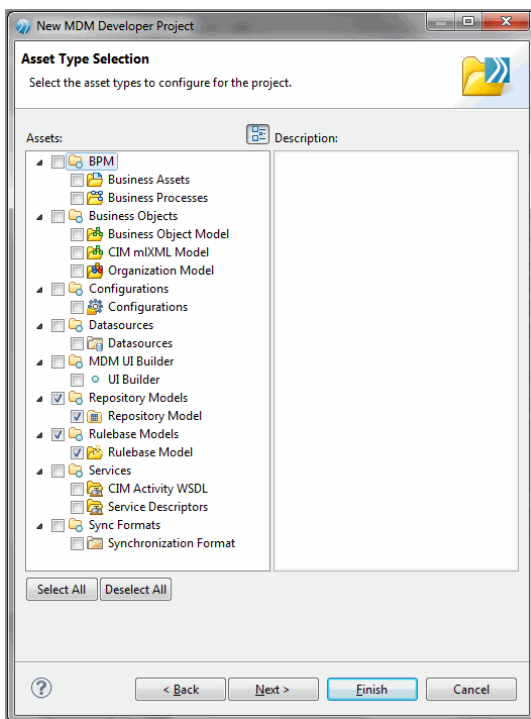 New MDM Developer Project
Asset Type Selection
Select the asset types to configure for the project.
Assets:
Description:
BPM
Business Assets
Business Processes
Business Objects
Business Object Model
CIM mlXML Model
Organization Model
Configurations
Configurations
Datasources
Datasources
MDM UI Builder
UI Builder
Repository Models
Repository Model
Rulebase Models
Rulebase Model
Services
CIM Activity WSDL
Service Descriptors
Sync Formats
Synchronization Format
Select All Deselect All
? < Back Next > Finish Cancel